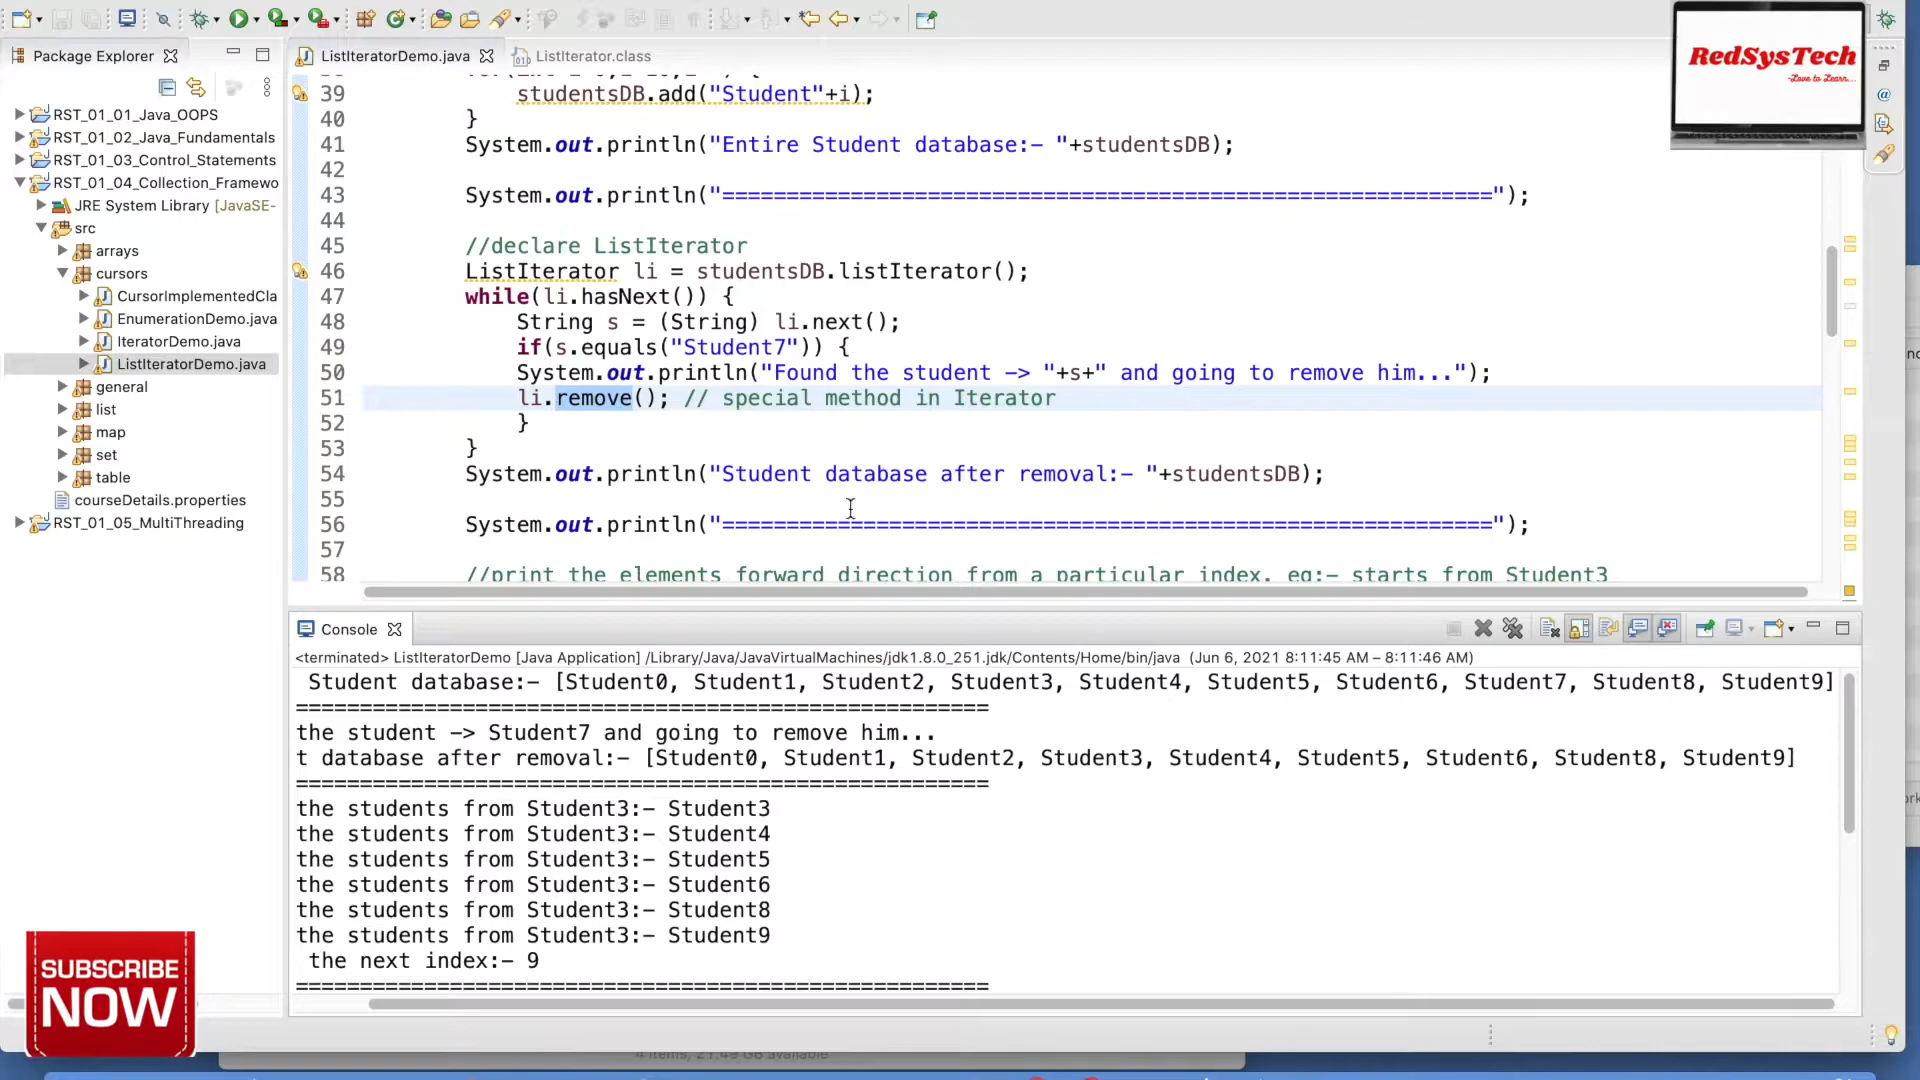 Package Explorer
RST_01_01_Java_OOPS
RST_01_02_Java_Fundamentals
RST_01_03_Control_Statements
RST_01_04_Collection_Framewo
JRE System Library [JavaSE-
src
arrays
cursors
CursorImplementedCla
EnumerationDemo.java
IteratorDemo.java
ListIteratorDemo.java
general
list
map
set
table
courseDetails.properties
RST_01_05_MultiThreading
ListIteratorDemo.java
ListIterator.class
RedSysTech
-Love to Learn...
39 studentsDB.add("Student"+i);
40 }
41 System.out.println("Entire Student database:- "+studentsDB);
42
43 System.out.println("============================================================");
44
45 //declare ListIterator
46 ListIterator li = studentsDB.listIterator();
47 while(li.hasNext()) {
48 String s = (String) li.next();
49 if(s.equals("Student7")) {
50 System.out.println("Found the student -> "+s+" and going to remove him...");
51 li.remove(); // special method in Iterator
52 }
53 }
54 System.out.println("Student database after removal:- "+studentsDB);
55
56 System.out.println("============================================================");
57
58 //print the elements forward direction from a particular index, eg:- starts from Student3
Console
<terminated> ListIteratorDemo [Java Application] /Library/Java/JavaVirtualMachines/jdk1.8.0_251.jdk/Contents/Home/bin/java (Jun 6, 2021 8:11:45 AM – 8:11:46 AM)
Student database:- [Student0, Student1, Student2, Student3, Student4, Student5, Student6, Student7, Student8, Student9]
======================================================
the student -> Student7 and going to remove him...
t database after removal:- [Student0, Student1, Student2, Student3, Student4, Student5, Student6, Student8, Student9]
======================================================
the students from Student3:- Student3
the students from Student3:- Student4
the students from Student3:- Student5
the students from Student3:- Student6
the students from Student3:- Student8
the students from Student3:- Student9
the next index:- 9
======================================================
SUBSCRIBE
NOW
4 items, 21.49 GB available